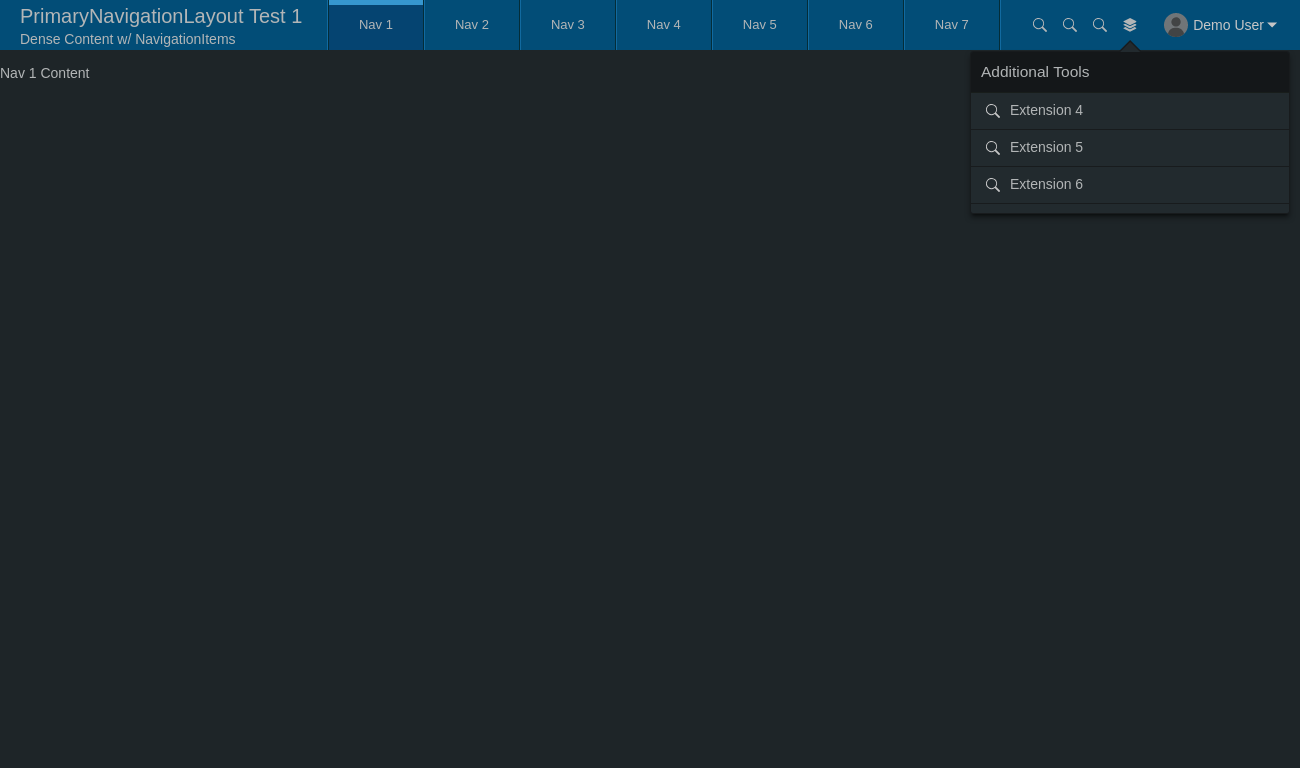 PrimaryNavigationLayout Test 1
Dense Content w/ NavigationItems
Nav 1
Nav 2
Nav 3
Nav 4
Nav 5
Nav 6
Nav 7
Demo User
Nav 1 Content
Additional Tools
Extension 4
Extension 5
Extension 6